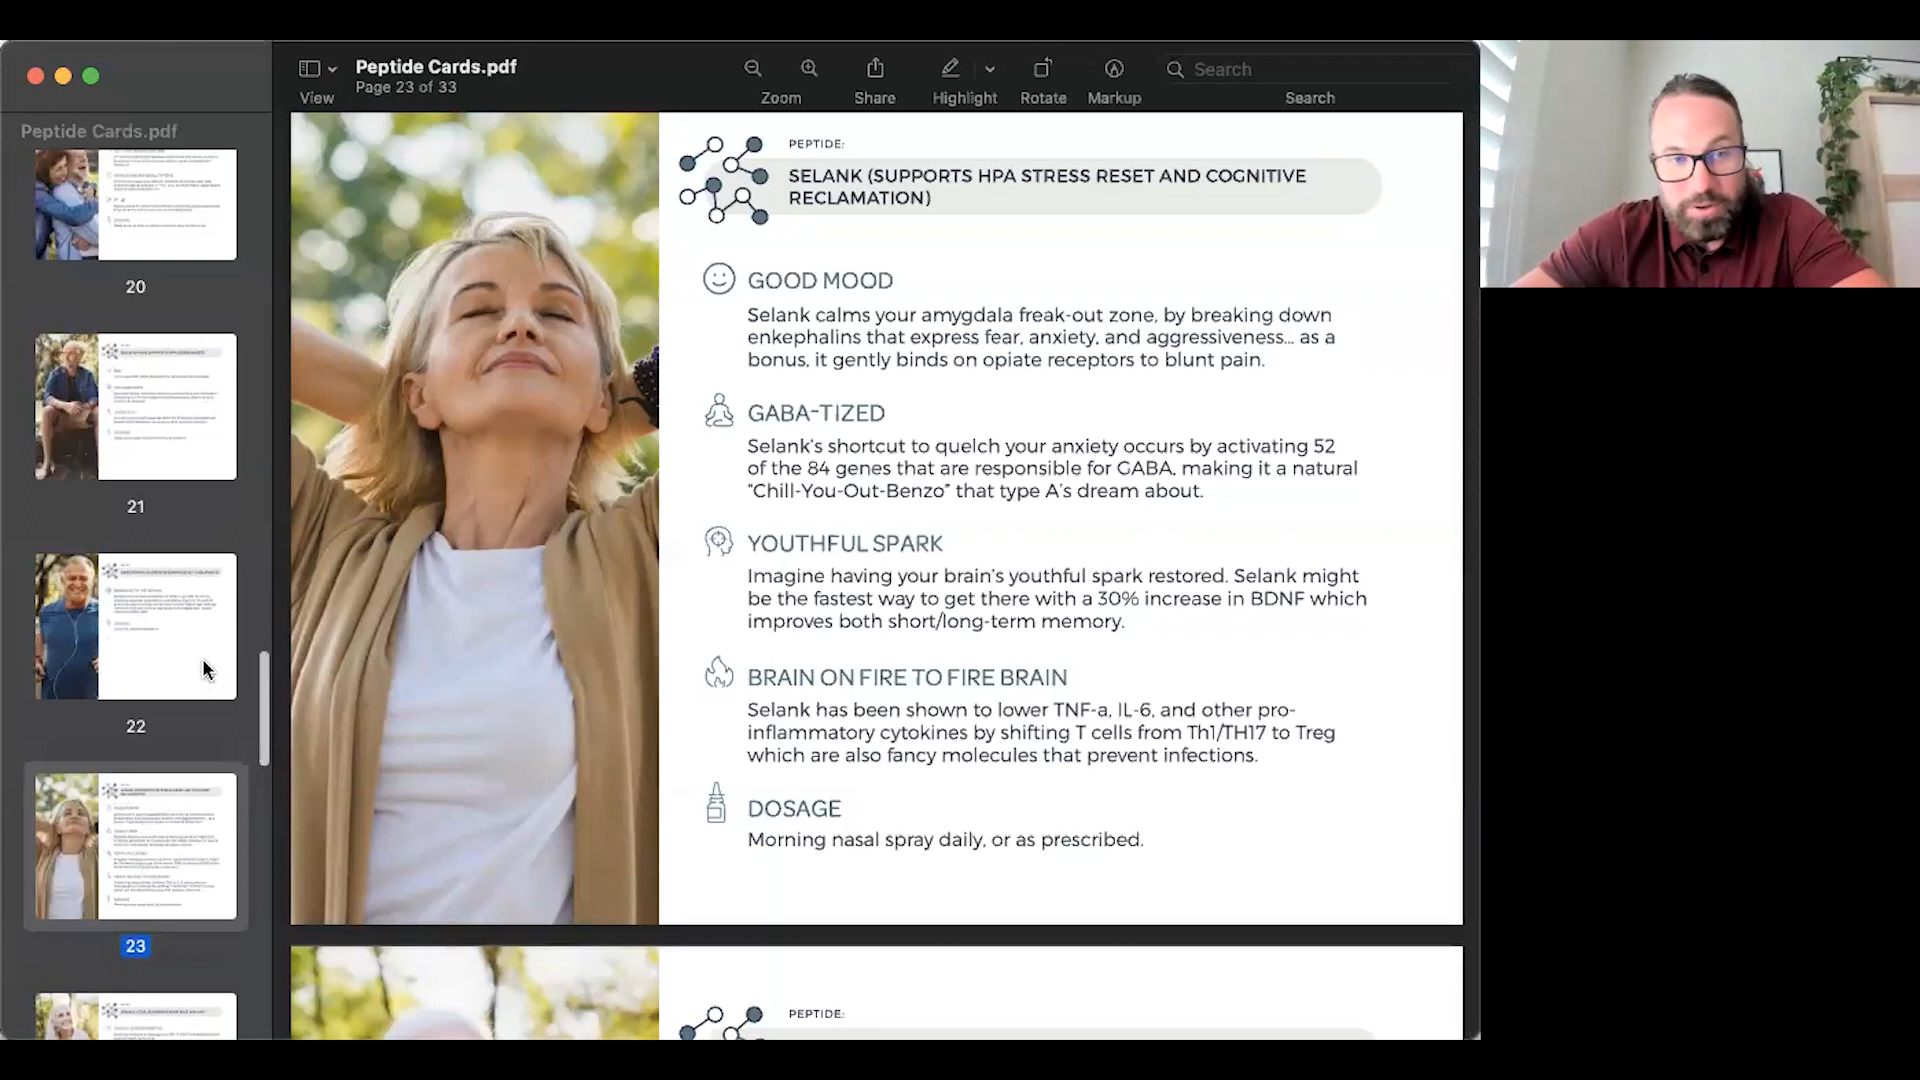 Peptide Cards.pdf
Page 23 of 33
View
Zoom
Share
Highlight
Rotate
Markup
Search
Search
Peptide Cards.pdf
20
21
22
23
PEPTIDE:
SELANK (SUPPORTS HPA STRESS RESET AND COGNITIVE
RECLAMATION)
GOOD MOOD
Selank calms your amygdala freak-out zone, by breaking down
enkephalins that express fear, anxiety, and aggressiveness... as a
bonus, it gently binds on opiate receptors to blunt pain.
GABA-TIZED
Selank's shortcut to quelch your anxiety occurs by activating 52
of the 84 genes that are responsible for GABA, making it a natural
“Chill-You-Out-Benzo” that type A's dream about.
YOUTHFUL SPARK
Imagine having your brain's youthful spark restored. Selank might
be the fastest way to get there with a 30% increase in BDNF which
improves both short/long-term memory.
BRAIN ON FIRE TO FIRE BRAIN
Selank has been shown to lower TNF-a, IL-6, and other pro-
inflammatory cytokines by shifting T cells from Th1/TH17 to Treg
which are also fancy molecules that prevent infections.
DOSAGE
Morning nasal spray daily, or as prescribed.
PEPTIDE: